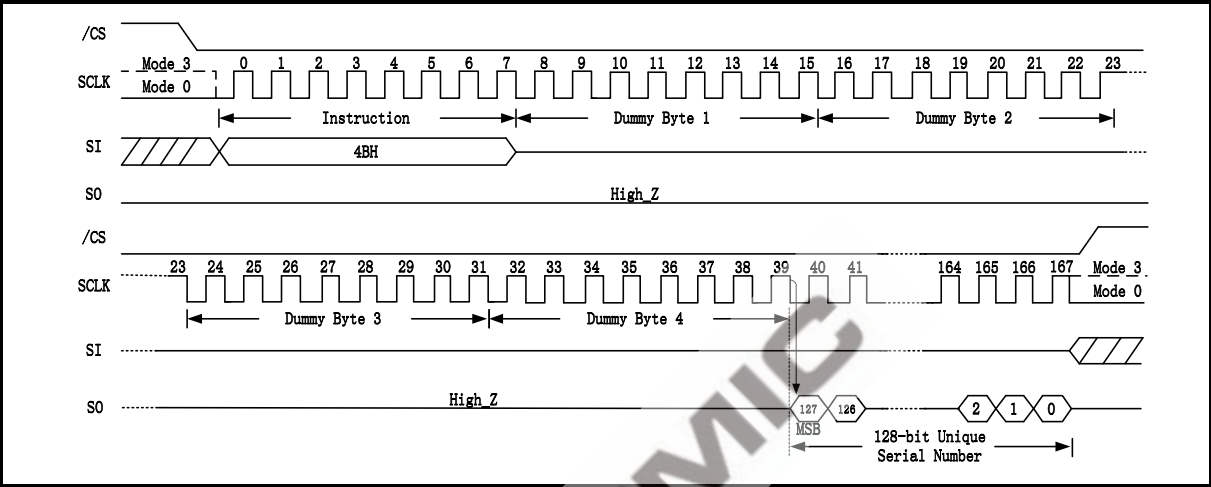 /CS
Mode 3 0 1 2 3 4 5 6 7 8 9 10 11 12 13 14 15 16 17 18 19 20 21 22 23
SCLK
Mode 0
Instruction Dummy Byte 1 Dummy Byte 2
SI 4BH
SO High_Z
/CS
23 24 25 26 27 28 29 30 31 32 33 34 35 36 37 38 39 40 41 164 165 166 167 Mode 3
SCLK
Mode 0
Dummy Byte 3 Dummy Byte 4
SI
High_Z
SO 127 126 2 1 0
MSB
128-bit Unique
Serial Number